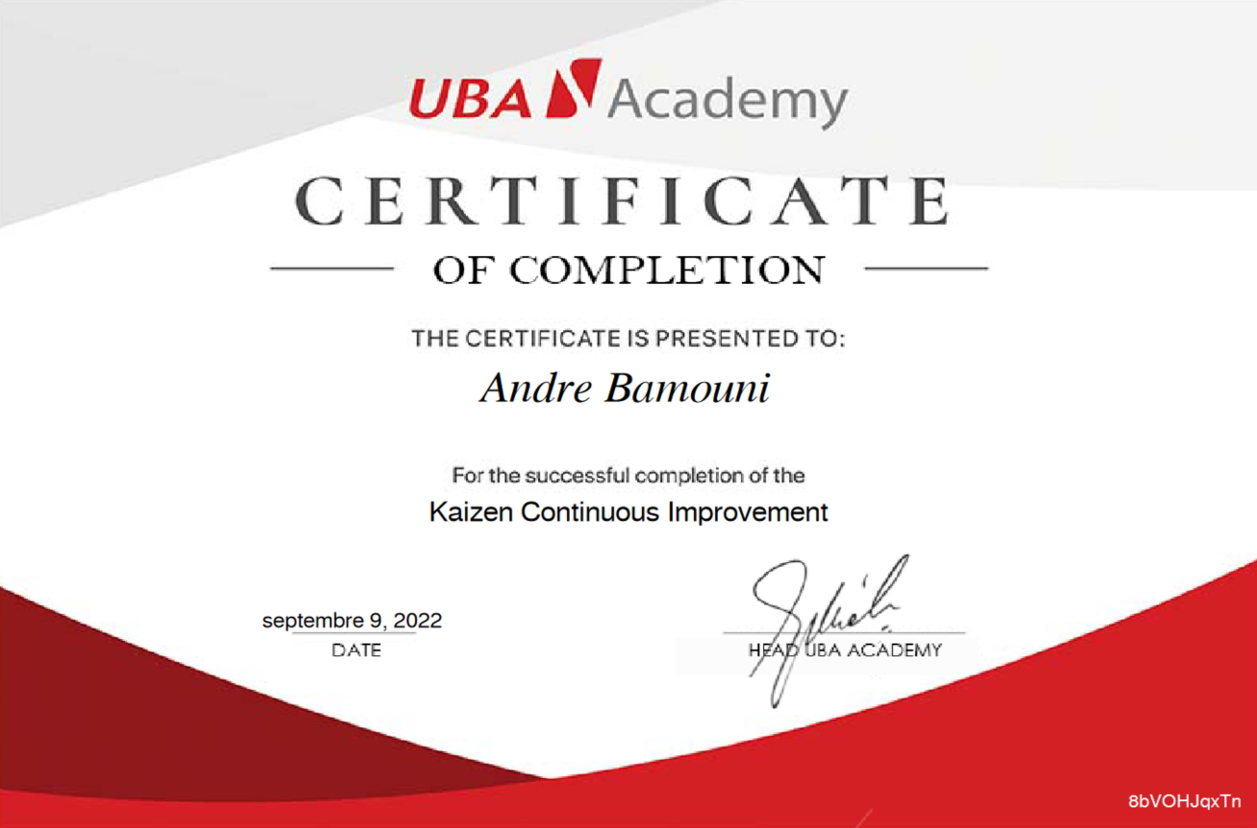 UBA Academy
CERTIFICATE
OF COMPLETION
THE CERTIFICATE IS PRESENTED TO:
Andre Bamouni
For the successful completion of the
Kaizen Continuous Improvement
septembre 9, 2022
DATE
HEAD UBA ACADEMY
8bVOHJqxTn